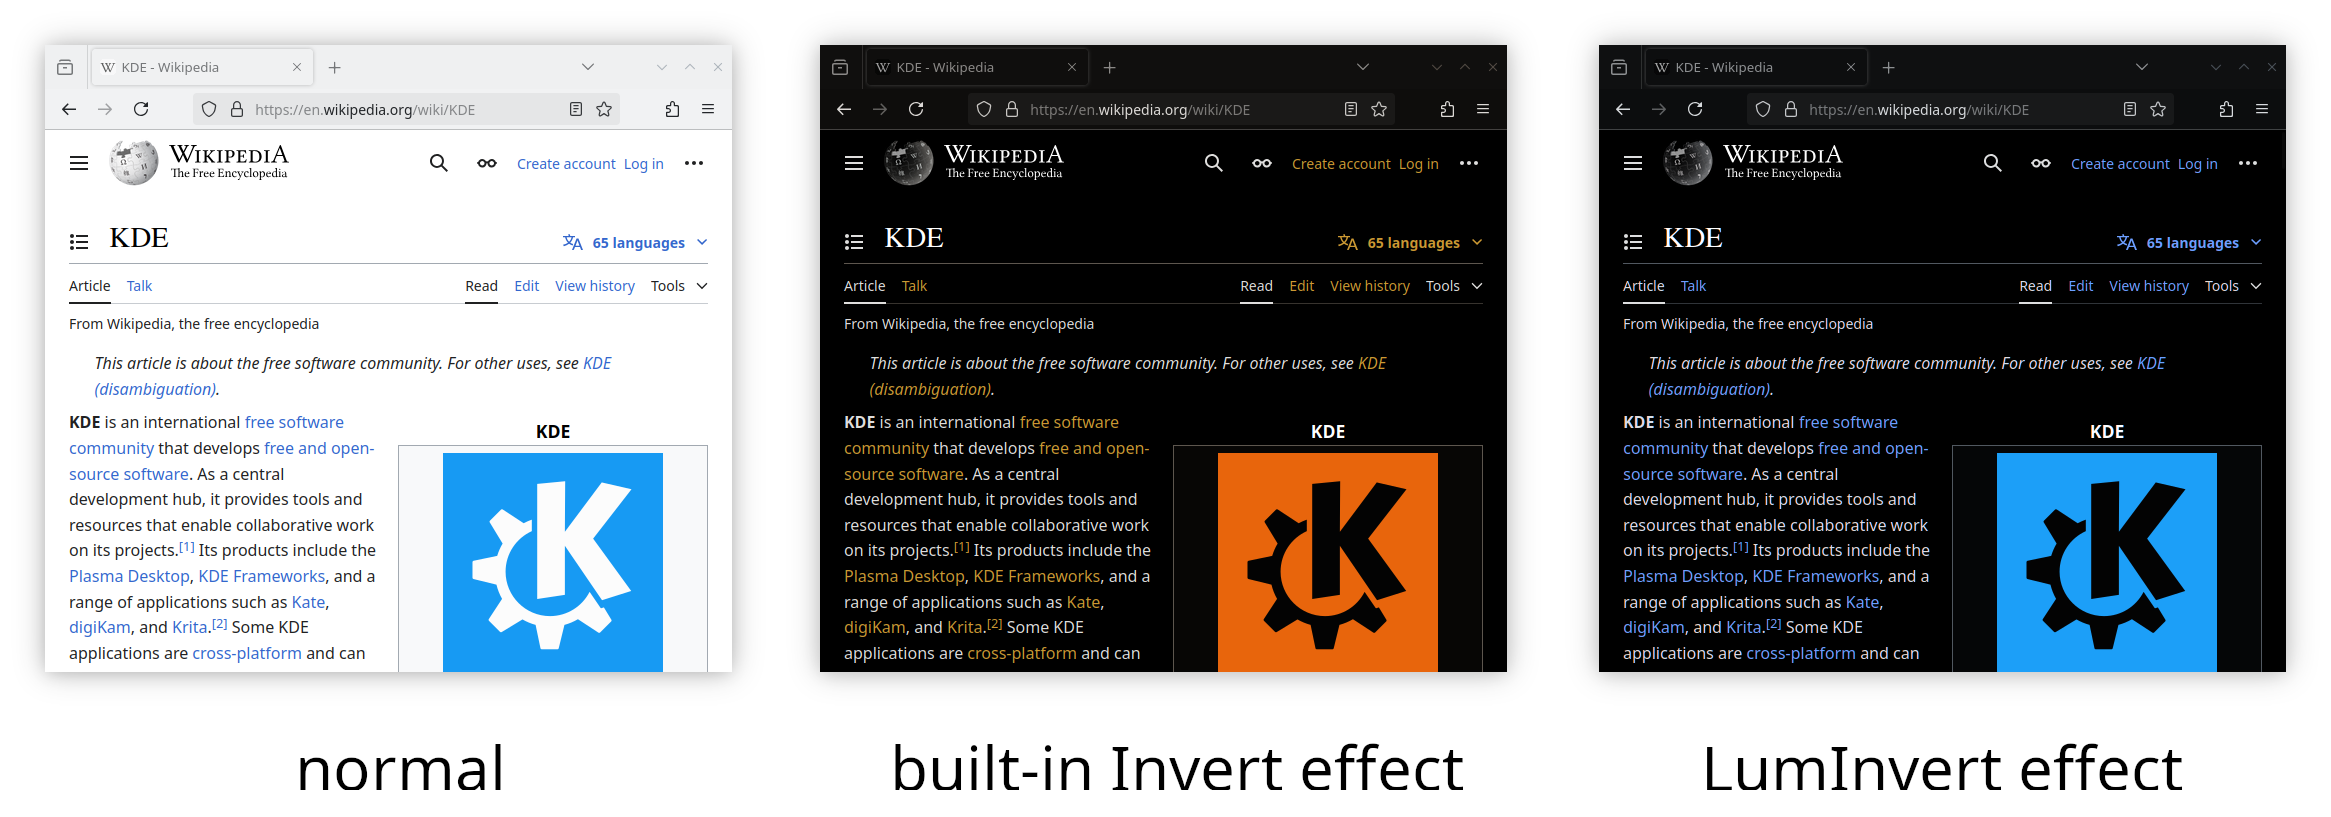 KDE - Wikipedia
https://en.wikipedia.org/wiki/KDE
WIKIPEDIA
The Free Encyclopedia
Create account Log in
KDE
65 languages
Article Talk Read Edit View history Tools
From Wikipedia, the free encyclopedia
This article is about the free software community. For other uses, see KDE
(disambiguation).
KDE is an international free software
community that develops free and open-
source software. As a central
development hub, it provides tools and
resources that enable collaborative work
on its projects.[1] Its products include the
Plasma Desktop, KDE Frameworks, and a
range of applications such as Kate,
digiKam, and Krita.[2] Some KDE
applications are cross-platform and can
KDE
normal
KDE - Wikipedia
https://en.wikipedia.org/wiki/KDE
WIKIPEDIA
The Free Encyclopedia
Create account Log in
KDE
65 languages
Article Talk Read Edit View history Tools
From Wikipedia, the free encyclopedia
This article is about the free software community. For other uses, see KDE
(disambiguation).
KDE is an international free software
community that develops free and open-
source software. As a central
development hub, it provides tools and
resources that enable collaborative work
on its projects.[1] Its products include the
Plasma Desktop, KDE Frameworks, and a
range of applications such as Kate,
digiKam, and Krita.[2] Some KDE
applications are cross-platform and can
KDE
built-in Invert effect
KDE - Wikipedia
https://en.wikipedia.org/wiki/KDE
WIKIPEDIA
The Free Encyclopedia
Create account Log in
KDE
65 languages
Article Talk Read Edit View history Tools
From Wikipedia, the free encyclopedia
This article is about the free software community. For other uses, see KDE
(disambiguation).
KDE is an international free software
community that develops free and open-
source software. As a central
development hub, it provides tools and
resources that enable collaborative work
on its projects.[1] Its products include the
Plasma Desktop, KDE Frameworks, and a
range of applications such as Kate,
digiKam, and Krita.[2] Some KDE
applications are cross-platform and can
KDE
LumInvert effect